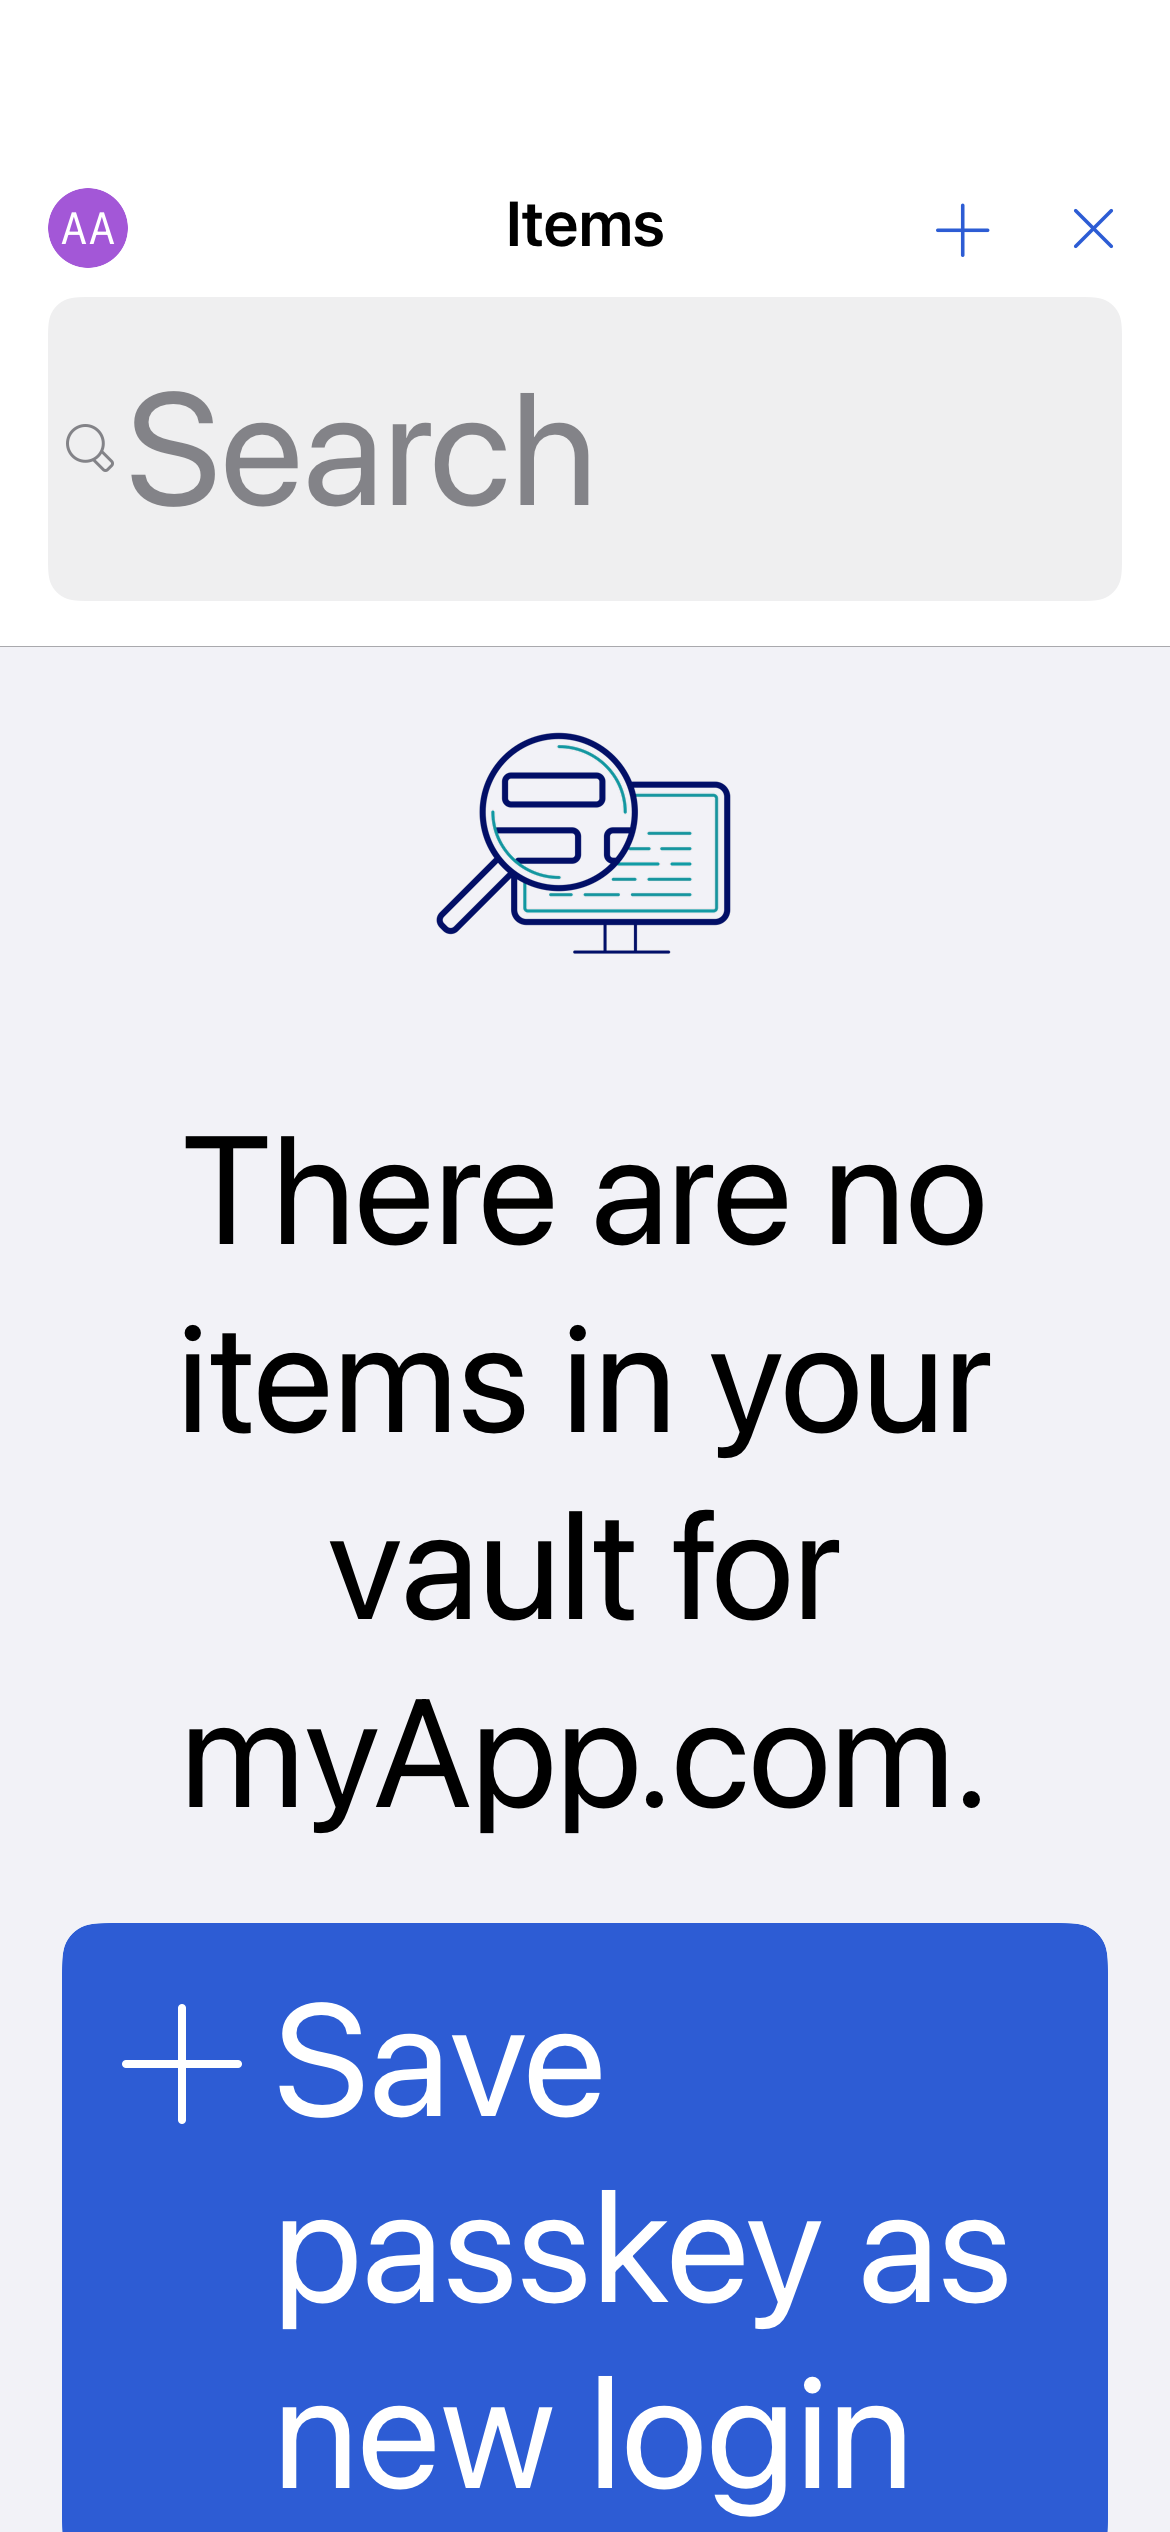 AA
Items
Search
There are no
items in your
vault for
myApp.com.
Save
passkey as
new login